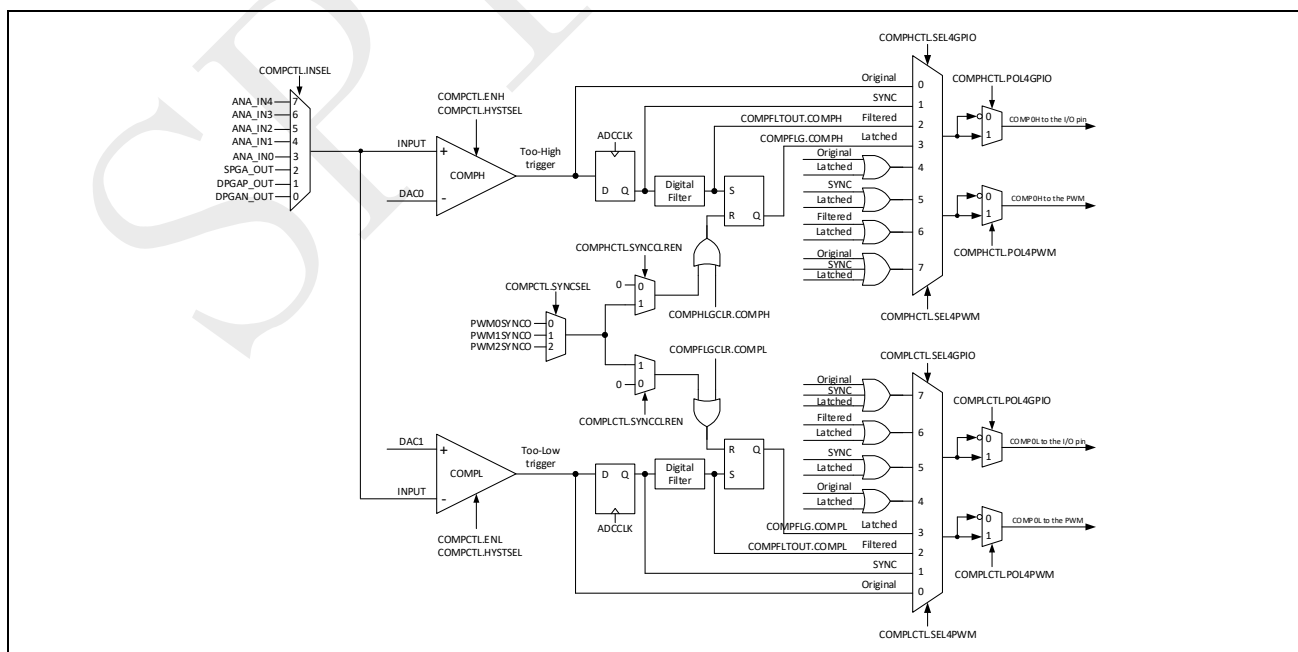 COMPHCTL.SEL4GPIO
COMPCTL.INSEL
COMPHCTL.POL4GPIO
Original
0
ANA_IN4 7
ANA_IN3 6
ANA_IN2 5
ANA_IN1 4
ANA_IN0 3
SPGA_OUT 2
DPGAP_OUT 1
DPGAN_OUT 0
COMPCTL.ENH
COMPCTL.HYSTSEL
SYNC
1
ADCCLK
COMPFLTOUT.COMPH Filtered
2
0
1
COMP0H to the I/O pin
COMPFLG.COMPH Latched
3
INPUT
+
COMPH
Too-High
trigger
Original
Latched
4
DAC0
-
D Q
Digital
Filter
S
R Q
SYNC
Latched
5
0
1
COMP0H to the PWM
Filtered
Latched
6
COMPHCTL.SYNCCLREN
COMPHCTL.POL4PWM
Original
SYNC
Latched
7
0 0
1
COMPCTL.SYNCSEL
COMPHLGCLR.COMPH
COMPHCTL.SEL4PWM
PWM0SYNCO 0
PWM1SYNCO 1
PWM2SYNCO 2
COMPFLGCLR.COMPL
COMPLCTL.SEL4GPIO
1
0 0
Original
SYNC
Latched
7
COMPLCTL.POL4GPIO
COMPLCTL.SYNCCLREN
Filtered
Latched
6
0
1
COMP0L to the I/O pin
DAC1
+
COMPL
Too-Low
trigger
R Q
S
SYNC
Latched
5
D Q
Digital
Filter
Original
Latched
4
INPUT
-
ADCCLK
COMPFLG.COMPL Latched
3
0
1
COMP0L to the PWM
COMPFLTOUT.COMPL Filtered
2
COMPCTL.ENL
COMPCTL.HYSTSEL
SYNC
1
COMPLCTL.POL4PWM
Original
0
COMPLCTL.SEL4PWM